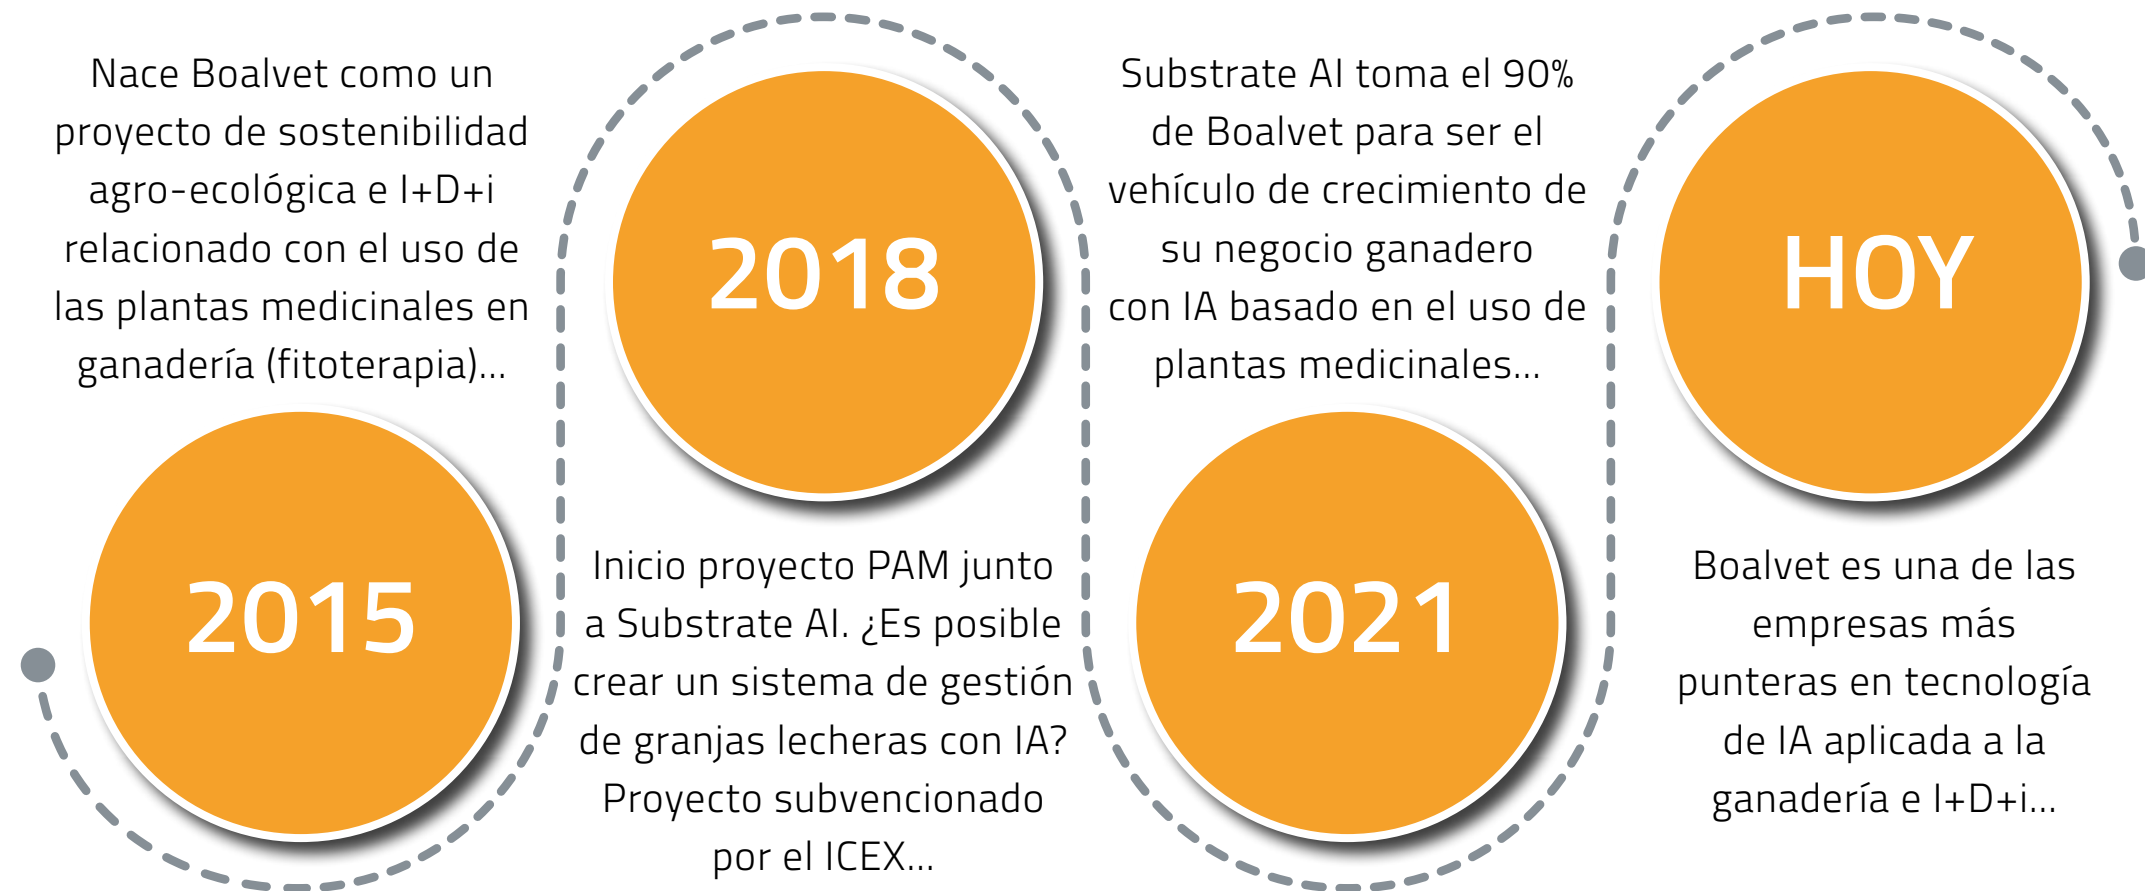 Nace Boalvet como un
proyecto de sostenibilidad
agro-ecológica e I+D+i
relacionado con el uso de
las plantas medicinales en
ganadería (fitoterapia)...
2015
2018
Inicio proyecto PAM junto
a Substrate AI. ¿Es posible
crear un sistema de gestión
de granjas lecheras con IA?
Proyecto subvencionado
por el ICEX...
Substrate AI toma el 90%
de Boalvet para ser el
vehículo de crecimiento de
su negocio ganadero
con IA basado en el uso de
plantas medicinales...
2021
HOY
Boalvet es una de las
empresas más
punteras en tecnología
de IA aplicada a la
ganadería e I+D+i...